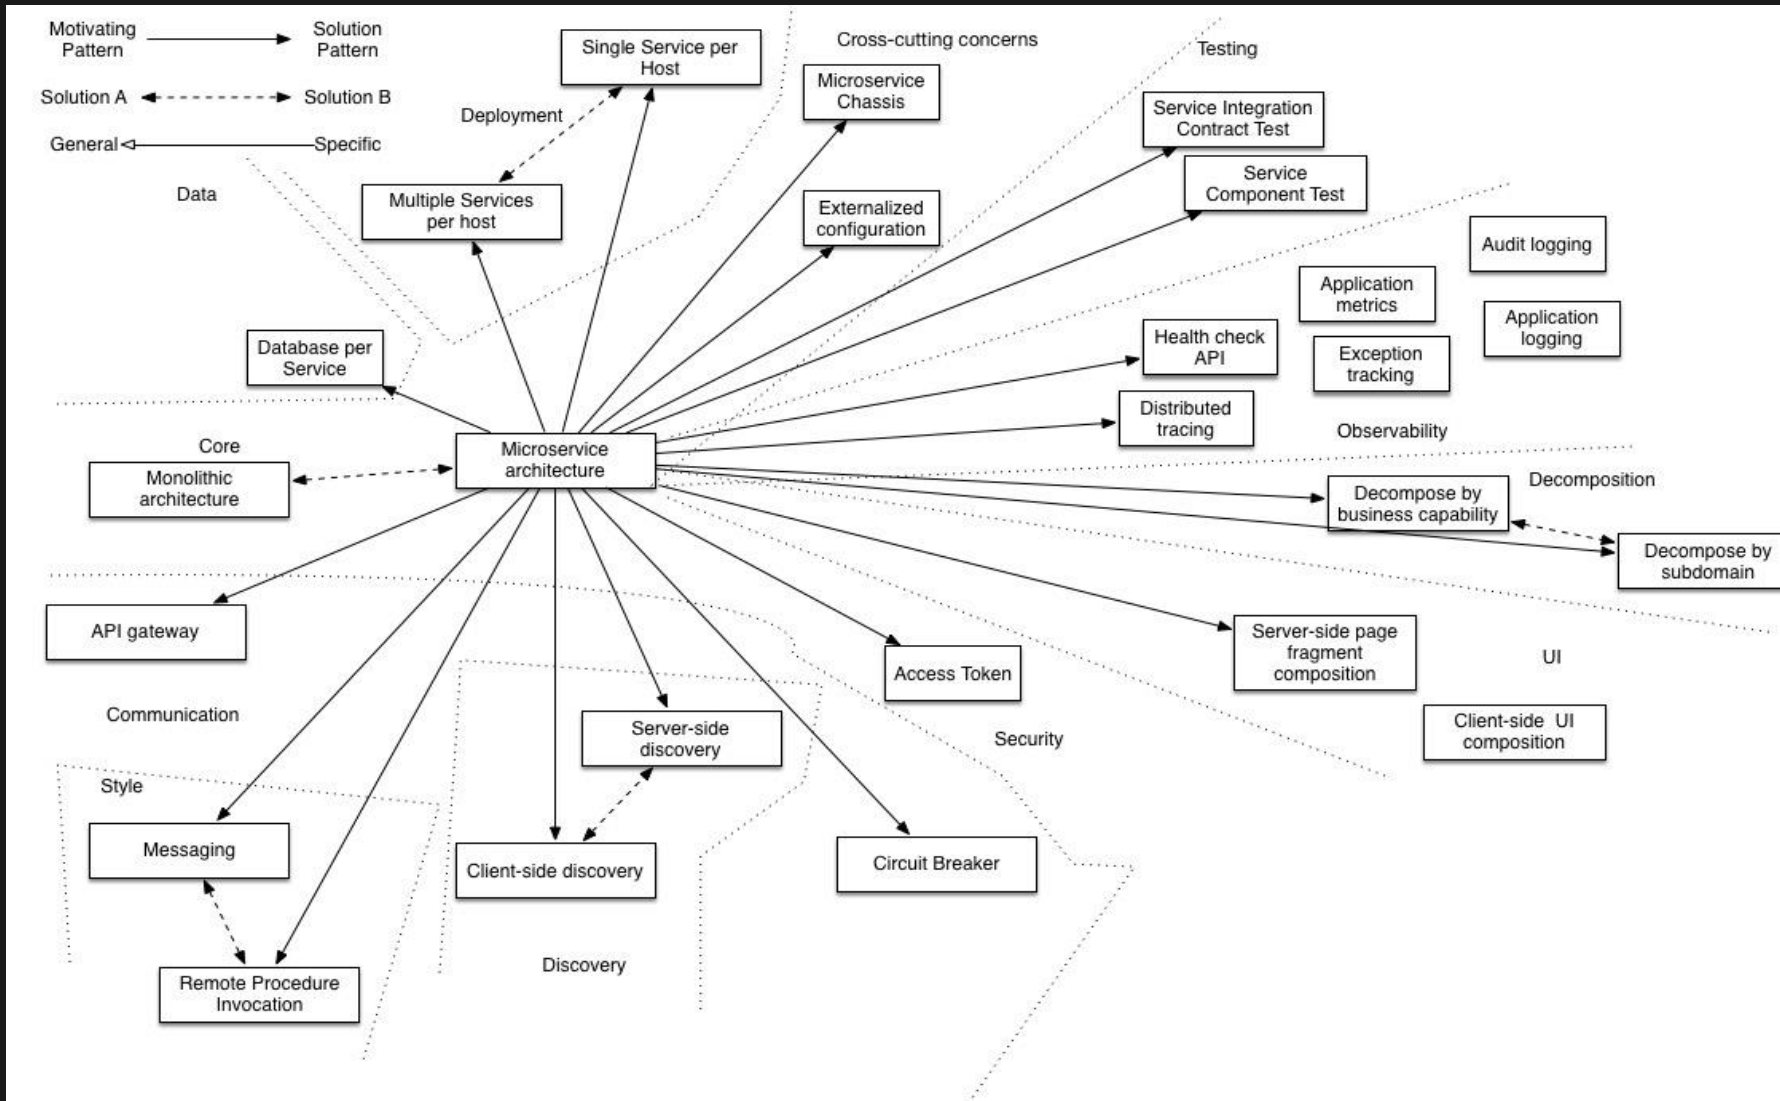 Motivating
Pattern
Solution
Pattern
Solution A
Solution B
General
Specific
Single Service per
Host
Deployment
Multiple Services
per host
Data
Cross-cutting concerns
Microservice
Chassis
Externalized
configuration
Testing
Service Integration
Contract Test
Service
Component Test
Audit logging
Application
metrics
Application
logging
Health check
API
Exception
tracking
Distributed
tracing
Observability
Database per
Service
Core
Monolithic
architecture
Microservice
architecture
Decomposition
Decompose by
business capability
Decompose by
subdomain
API gateway
Server-side page
fragment
composition
UI
Client-side UI
composition
Access Token
Security
Communication
Server-side
discovery
Style
Messaging
Client-side discovery
Circuit Breaker
Discovery
Remote Procedure
Invocation